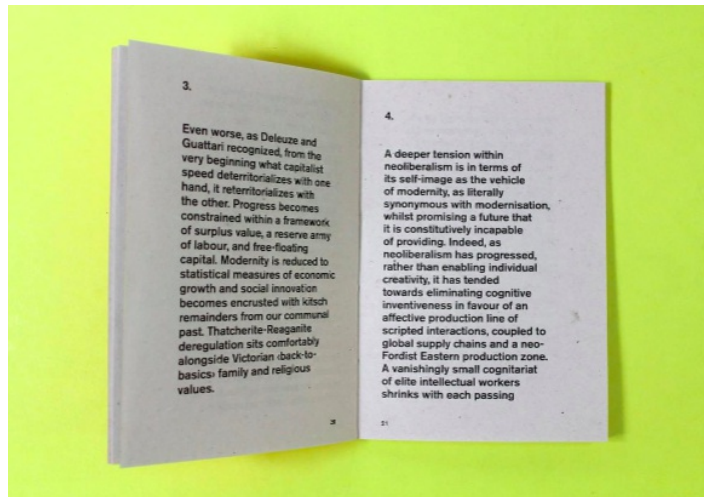 3.
Even worse, as Deleuze and
Guattari recognized, from the
very beginning what capitalist
speed deterritorializes with one
hand, it reterritorializes with
the other. Progress becomes
constrained within a framework
of surplus value, a reserve army
of labour, and free-floating
capital. Modernity is reduced to
statistical measures of economic
growth and social innovation
becomes encrusted with kitsch
remainders from our communal
past. Thatcherite-Reaganite
deregulation sits comfortably
alongside Victorian ‹back-to-
basics› family and religious
values.
4.
A deeper tension within
neoliberalism is in terms of
its self-image as the vehicle
of modernity, as literally
synonymous with modernisation,
whilst promising a future that
it is constitutively incapable
of providing. Indeed, as
neoliberalism has progressed,
rather than enabling individual
creativity, it has tended
towards eliminating cognitive
inventiveness in favour of an
affective production line of
scripted interactions, coupled to
global supply chains and a neo-
Fordist Eastern production zone.
A vanishingly small cognitariat
of elite intellectual workers
shrinks with each passing